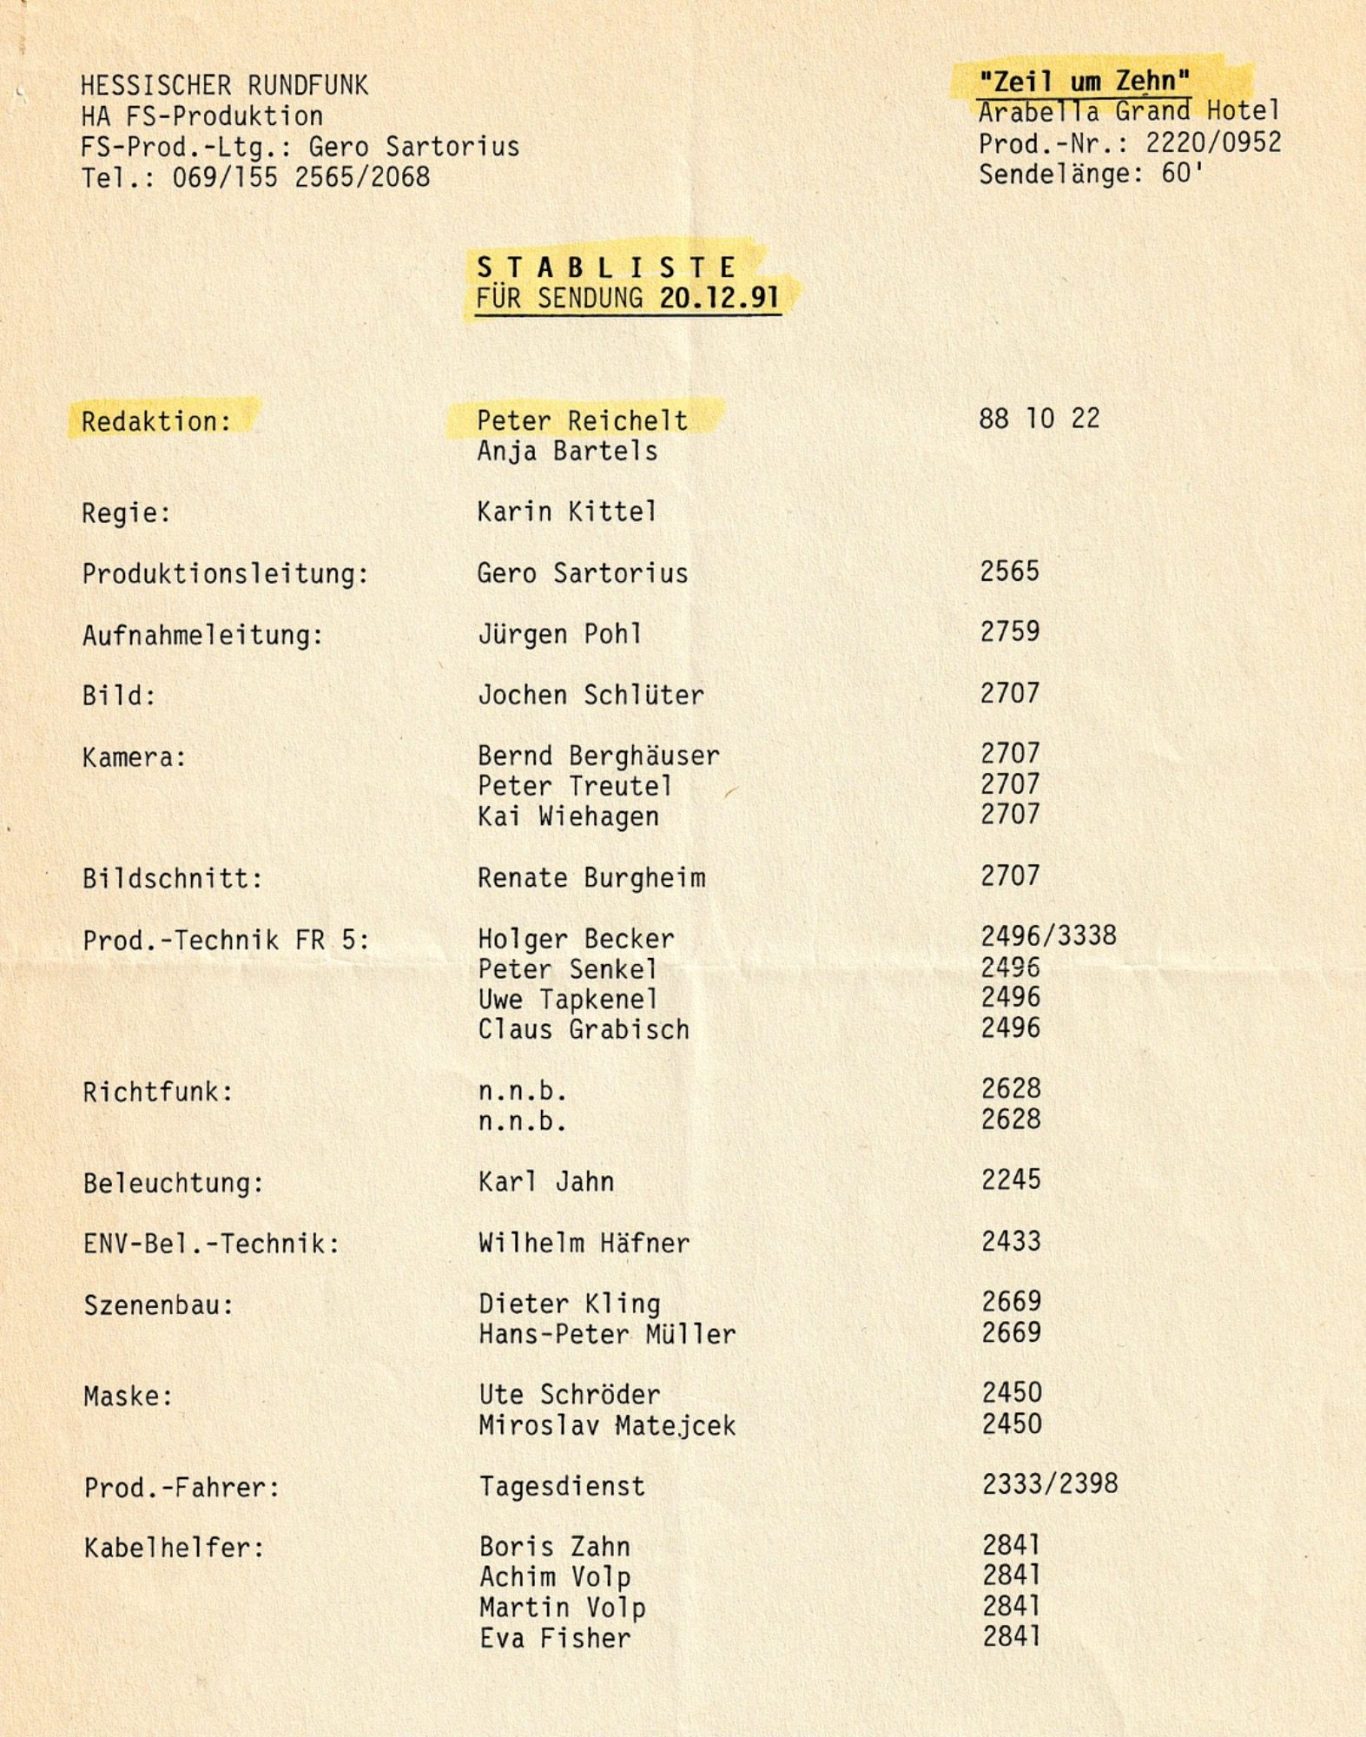 HESSISCHER RUNDFUNK
HA FS-Produktion
FS-Prod.-Ltg.: Gero Sartorius
Tel.: 069/155 2565/2068
"Zeil um Zehn"
Arabella Grand Hotel
Prod.-Nr.: 2220/0952
Sendelänge: 60'
S T A B L I S T E
FÜR SENDUNG 20.12.91
Redaktion: Peter Reichelt 88 10 22
Anja Bartels
Regie: Karin Kittel
Produktionsleitung: Gero Sartorius 2565
Aufnahmeleitung: Jürgen Pohl 2759
Bild: Jochen Schlüter 2707
Kamera: Bernd Berghäuser 2707
Peter Treutel 2707
Kai Wiehagen 2707
Bildschnitt: Renate Burgheim 2707
Prod.-Technik FR 5: Holger Becker 2496/3338
Peter Senkel 2496
Uwe Tapkenel 2496
Claus Grabisch 2496
Richtfunk: n.n.b. 2628
n.n.b. 2628
Beleuchtung: Karl Jahn 2245
ENV-Bel.-Technik: Wilhelm Häfner 2433
Szenenbau: Dieter Kling 2669
Hans-Peter Müller 2669
Maske: Ute Schröder 2450
Miroslav Matejcek 2450
Prod.-Fahrer: Tagesdienst 2333/2398
Kabelhelfer: Boris Zahn 2841
Achim Volp 2841
Martin Volp 2841
Eva Fisher 2841